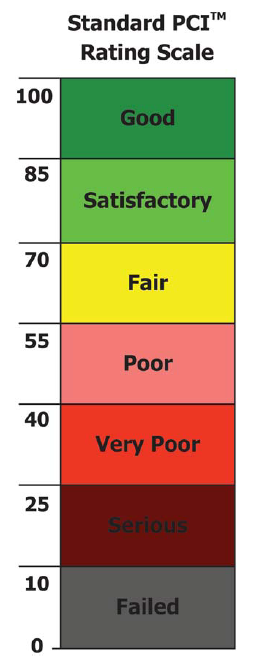 Standard PCI™
Rating Scale
100
Good
85
Satisfactory
70
Fair
55
Poor
40
Very Poor
25
Serious
10
Failed
0